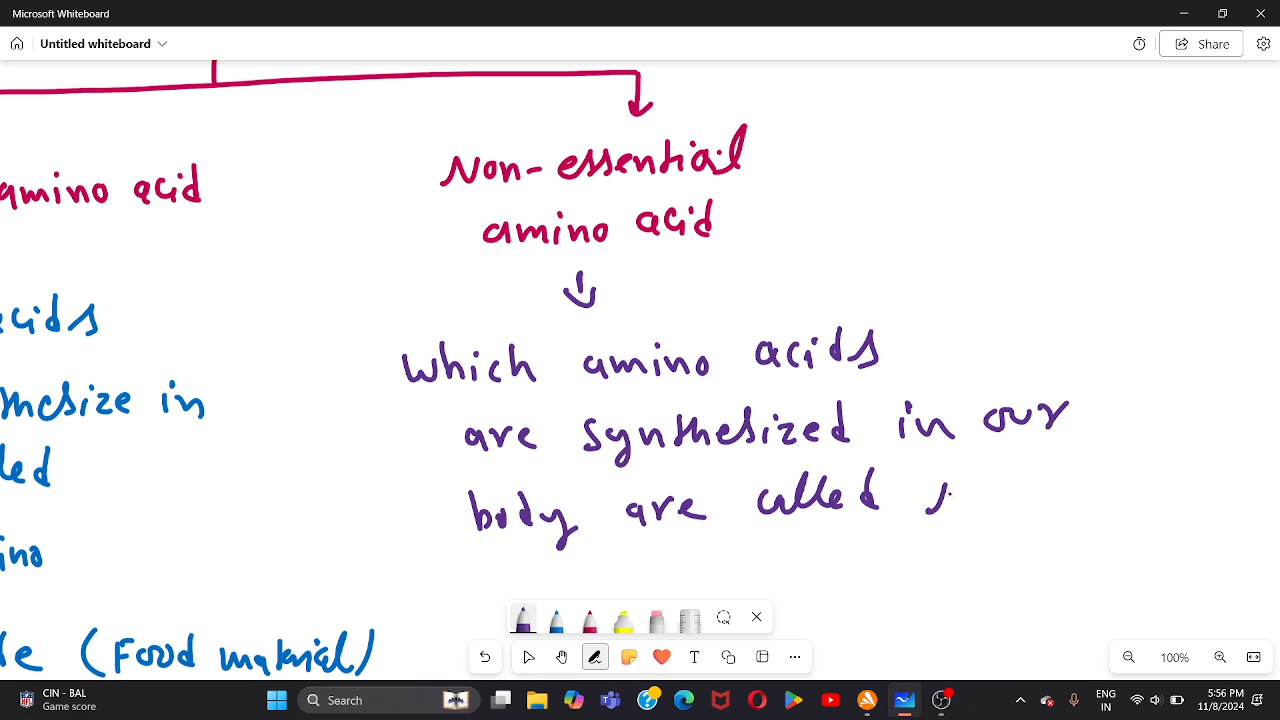 Microsoft Whiteboard
Untitled whiteboard
Share
Non-essential
amino acid
amino acid
Which amino acids
acids
are synthesized in our
in
body are called
(Food material)
100%
CIN - BAL
Game score
Search
ENG
IN
5:56 PM
11/8/2024